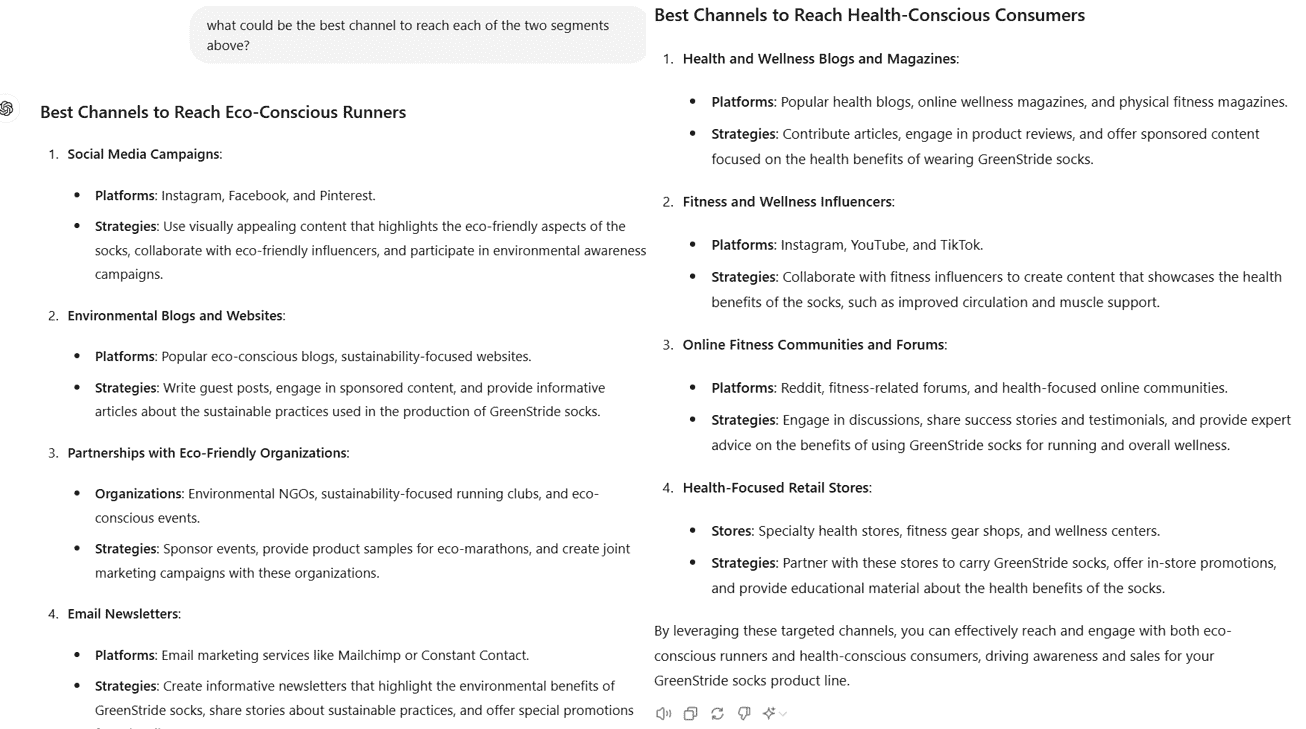 what could be the best channel to reach each of the two segments
above?
Best Channels to Reach Eco-Conscious Runners
1. Social Media Campaigns:
• Platforms: Instagram, Facebook, and Pinterest.
• Strategies: Use visually appealing content that highlights the eco-friendly aspects of the
socks, collaborate with eco-friendly influencers, and participate in environmental awareness
campaigns.
2. Environmental Blogs and Websites:
• Platforms: Popular eco-conscious blogs, sustainability-focused websites.
• Strategies: Write guest posts, engage in sponsored content, and provide informative
articles about the sustainable practices used in the production of GreenStride socks.
3. Partnerships with Eco-Friendly Organizations:
• Organizations: Environmental NGOs, sustainability-focused running clubs, and eco-
conscious events.
• Strategies: Sponsor events, provide product samples for eco-marathons, and create joint
marketing campaigns with these organizations.
4. Email Newsletters:
• Platforms: Email marketing services like Mailchimp or Constant Contact.
• Strategies: Create informative newsletters that highlight the environmental benefits of
GreenStride socks, share stories about sustainable practices, and offer special promotions
Best Channels to Reach Health-Conscious Consumers
1. Health and Wellness Blogs and Magazines:
• Platforms: Popular health blogs, online wellness magazines, and physical fitness magazines.
• Strategies: Contribute articles, engage in product reviews, and offer sponsored content
focused on the health benefits of wearing GreenStride socks.
2. Fitness and Wellness Influencers:
• Platforms: Instagram, YouTube, and TikTok.
• Strategies: Collaborate with fitness influencers to create content that showcases the health
benefits of the socks, such as improved circulation and muscle support.
3. Online Fitness Communities and Forums:
• Platforms: Reddit, fitness-related forums, and health-focused online communities.
• Strategies: Engage in discussions, share success stories and testimonials, and provide expert
advice on the benefits of using GreenStride socks for running and overall wellness.
4. Health-Focused Retail Stores:
• Stores: Specialty health stores, fitness gear shops, and wellness centers.
• Strategies: Partner with these stores to carry GreenStride socks, offer in-store promotions,
and provide educational material about the health benefits of the socks.
By leveraging these targeted channels, you can effectively reach and engage with both eco-
conscious runners and health-conscious consumers, driving awareness and sales for your
GreenStride socks product line.